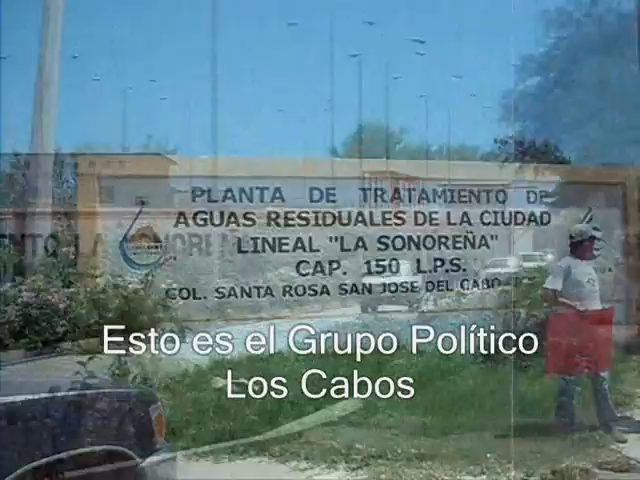 PLANTA DE TRATAMIENTO DE
AGUAS RESIDUALES DE LA CIUDAD
LINEAL "LA SONOREÑA"
CAP. 150 L.P.S.
COL. SANTA ROSA SAN JOSE DEL CABO
Esto es el Grupo Político
Los Cabos